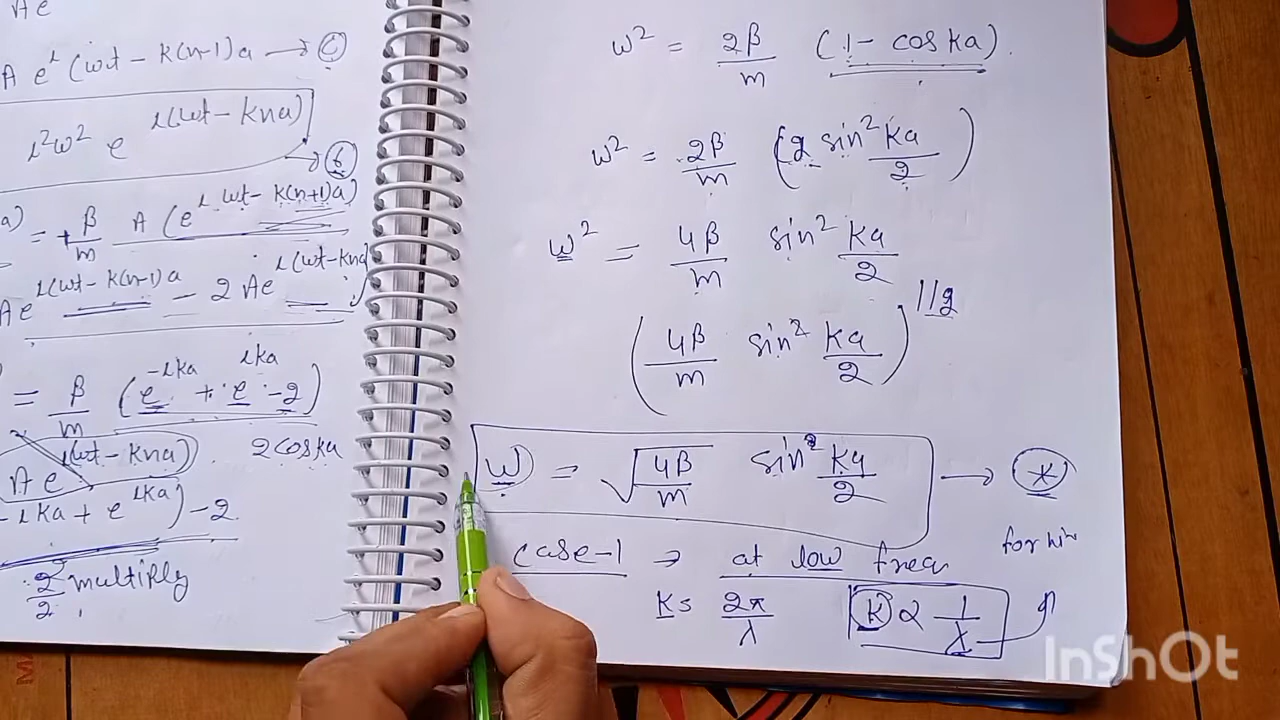 Ae
A e^i(ωt - K(n-1)a → (c)
i²ω² e^i(ωt - Kna)
→ (6)
a) = + β/m A (e^i ωt - K(n+1)a)
Ae^i(ωt - K(n-1)a - 2 Ae^i(ωt - Kna)
= β/m (e^-ika + e^ika - 2)
Ae^i(ωt - Kna) . 2 cos Ka
-ika + e^ika) - 2
2/2 multiply
ω² = 2β/m (1 - cos Ka).
ω² = 2β/m (2 sin² Ka/2)
ω² = 4β/m sin² Ka/2
(4β/m sin² Ka/2)^1/2
ω = √4β/m sin² Ka/2 → (*)
case-1 → at low freq
K = 2π/λ K ∝ 1/λ
InShOt